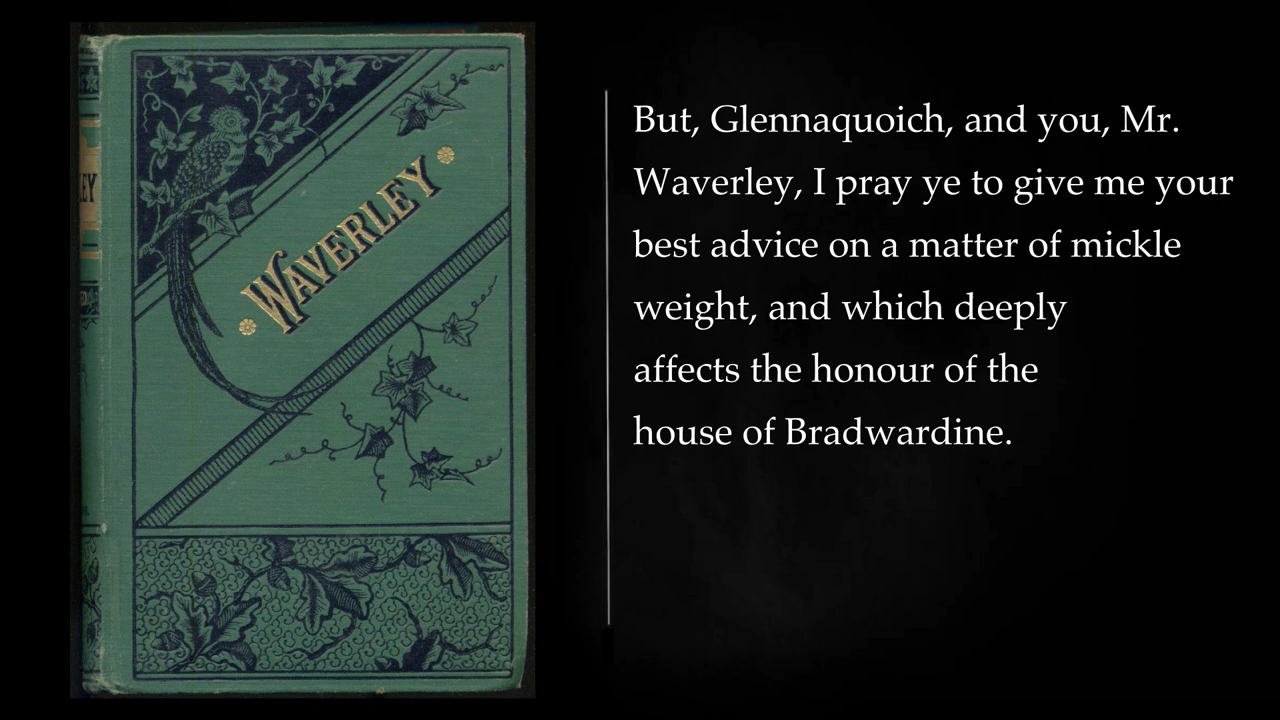 WAVERLEY
EY
But, Glennaquoich, and you, Mr.
Waverley, I pray ye to give me your
best advice on a matter of mickle
weight, and which deeply
affects the honour of the
house of Bradwardine.